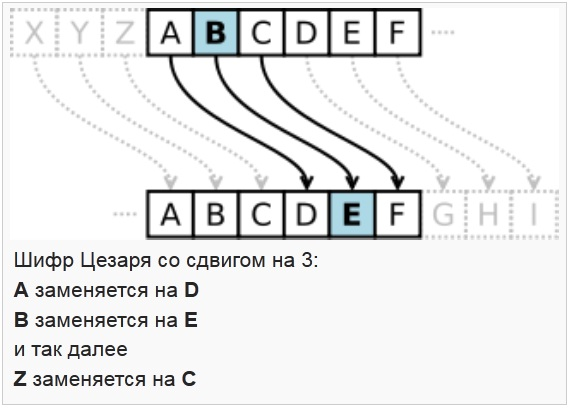 X Y Z A B C D E F ....
.... A B C D E F G H I
Шифр Цезаря со сдвигом на 3:
A заменяется на D
B заменяется на E
и так далее
Z заменяется на C